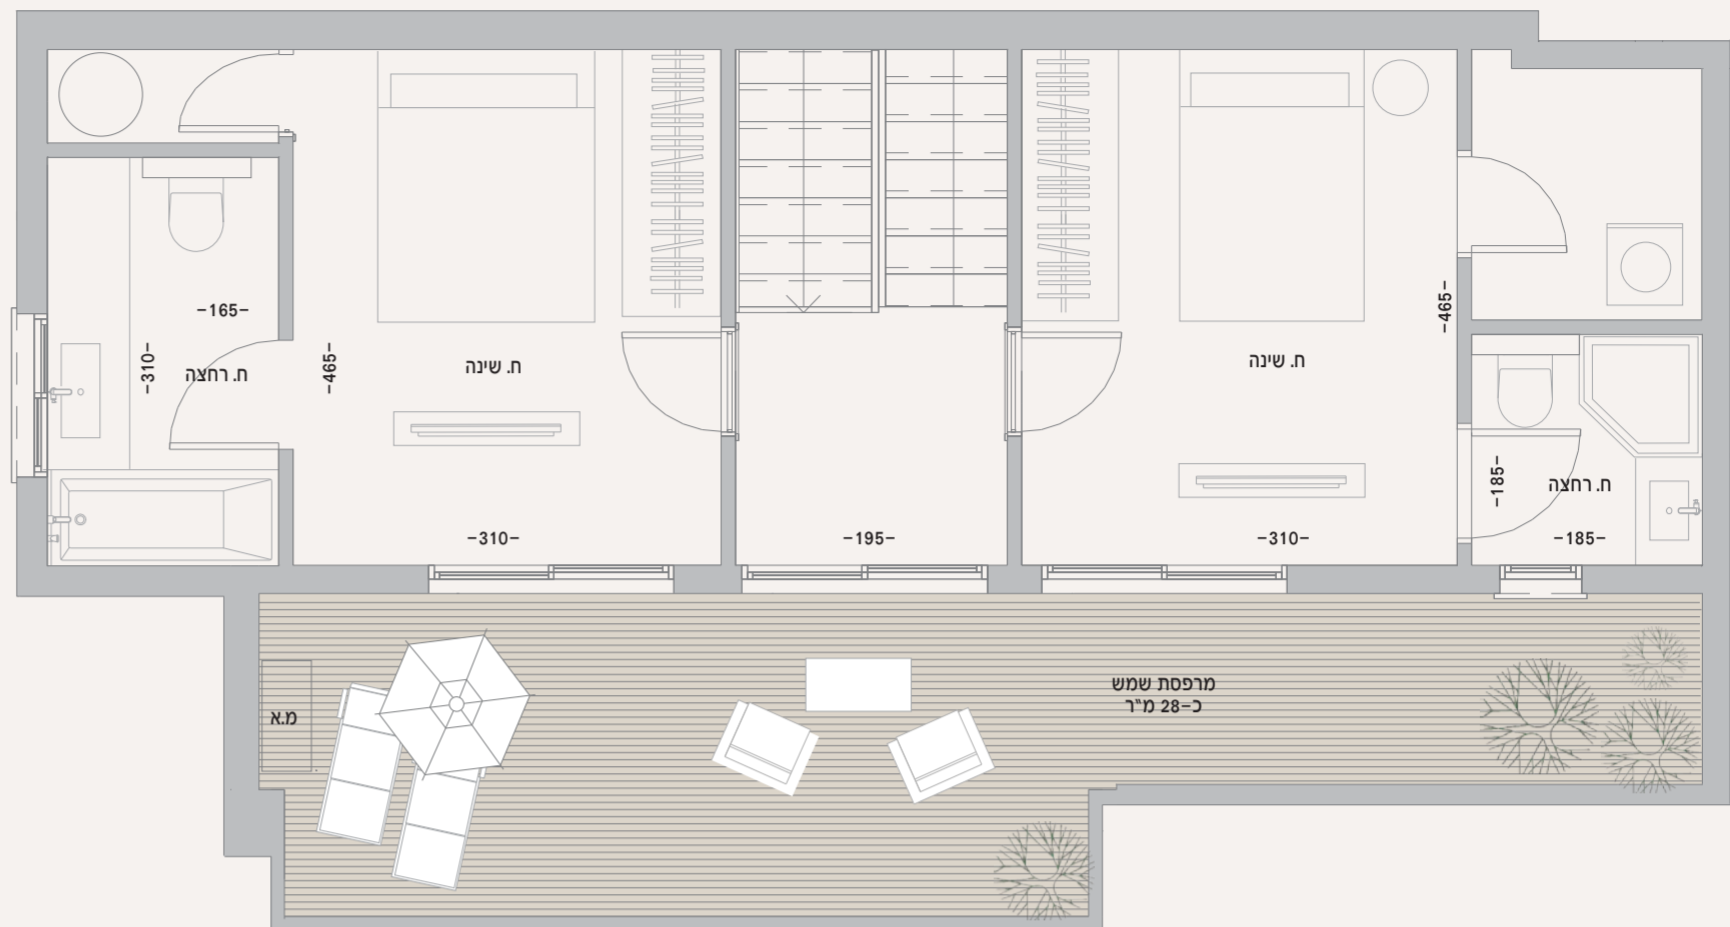 -165-
-310-
ח. רחצה
-465-
ח. שינה
-310-
-195-
ח. שינה
-465-
-310-
-185-
ח. רחצה
-185-
מרפסת שמש
כ-28 מ"ר
מ.א